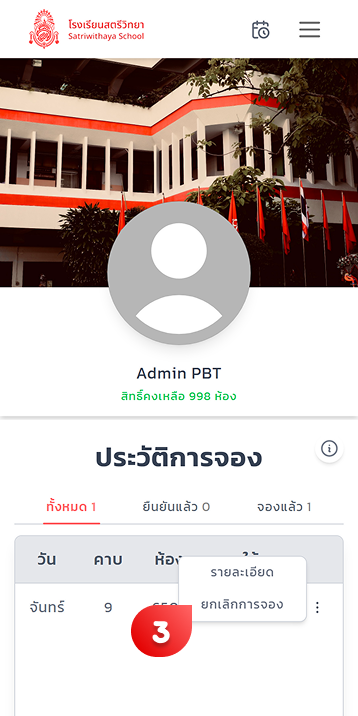 โรงเรียนสตรีวิทยา
Satriwithaya School
Admin PBT
สิทธิ์คงเหลือ 998 ห้อง
ประวัติการจอง
ทั้งหมด 1
ยืนยันแล้ว 0
จองแล้ว 1
วัน คาบ ห้อง
รายละเอียด
จันทร์ 9
ยกเลิกการจอง
3